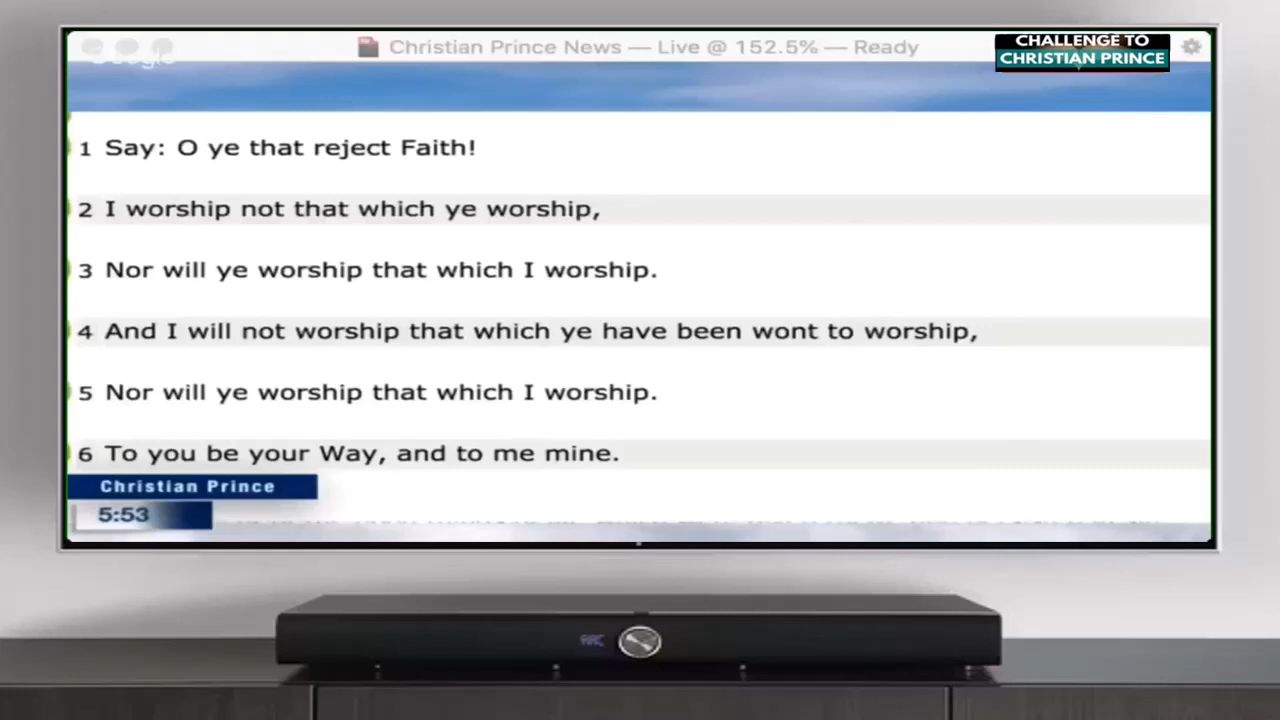 Christian Prince News — Live @ 152.5% — Ready
CHALLENGE TO
CHRISTIAN PRINCE
Google
1 Say: O ye that reject Faith!
2 I worship not that which ye worship,
3 Nor will ye worship that which I worship.
4 And I will not worship that which ye have been wont to worship,
5 Nor will ye worship that which I worship.
6 To you be your Way, and to me mine.
Christian Prince
5:53
ARC